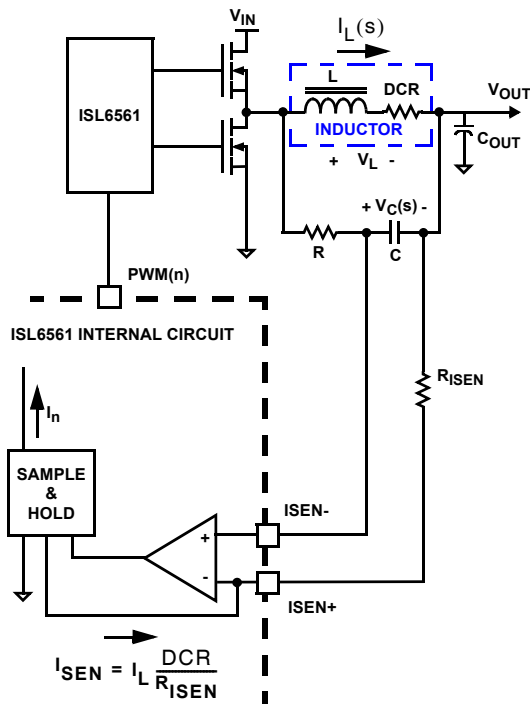 V_IN
I_L(s)
L
DCR
V_OUT
ISL6561
INDUCTOR
C_OUT
+ V_L -
+ V_C(s) -
R
C
PWM(n)
ISL6561 INTERNAL CIRCUIT
R_ISEN
I_n
SAMPLE
&
HOLD
ISEN-
+
-
ISEN+
I_SEN = I_L DCR / R_ISEN